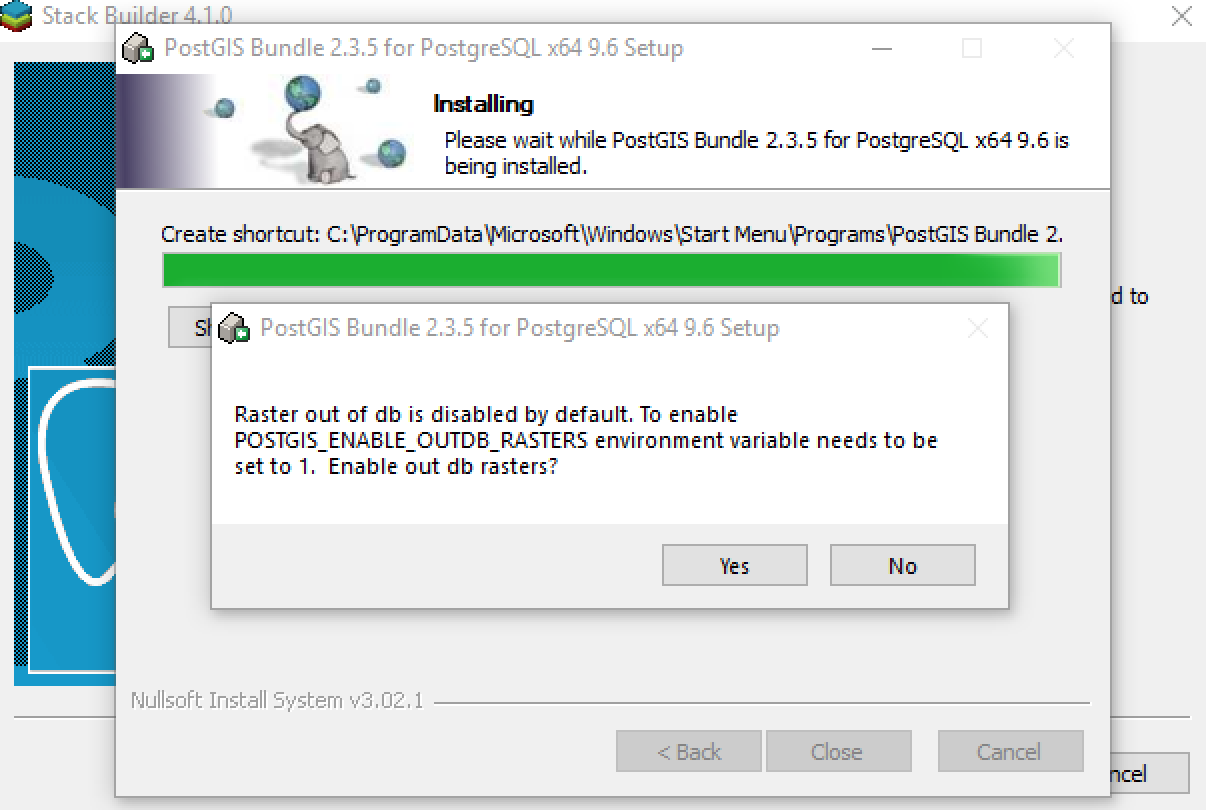 Stack Builder 4.1.0
PostGIS Bundle 2.3.5 for PostgreSQL x64 9.6 Setup
Installing
Please wait while PostGIS Bundle 2.3.5 for PostgreSQL x64 9.6 is
being installed.
Create shortcut: C:\ProgramData\Microsoft\Windows\Start Menu\Programs\PostGIS Bundle 2.
d to
PostGIS Bundle 2.3.5 for PostgreSQL x64 9.6 Setup
Raster out of db is disabled by default. To enable
POSTGIS_ENABLE_OUTDB_RASTERS environment variable needs to be
set to 1.  Enable out db rasters?
Yes
No
Nullsoft Install System v3.02.1
< Back
Close
Cancel
ncel